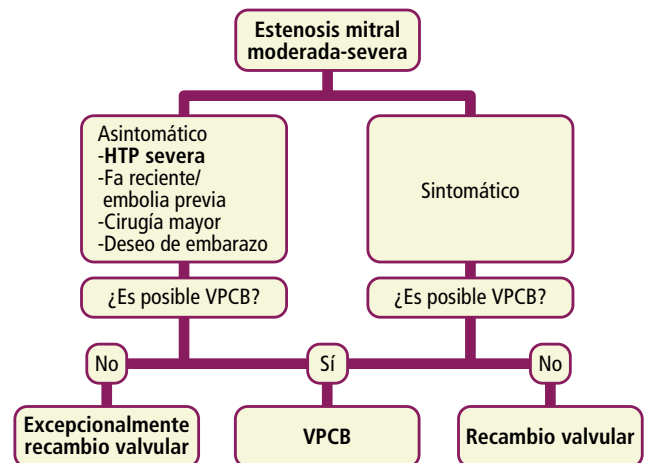 Estenosis mitral
moderada-severa
Asintomático
-HTP severa
-Fa reciente/
embolia previa
-Cirugía mayor
-Deseo de embarazo
Sintomático
¿Es posible VPCB?
¿Es posible VPCB?
No
Sí
No
Excepcionalmente
recambio valvular
VPCB
Recambio valvular